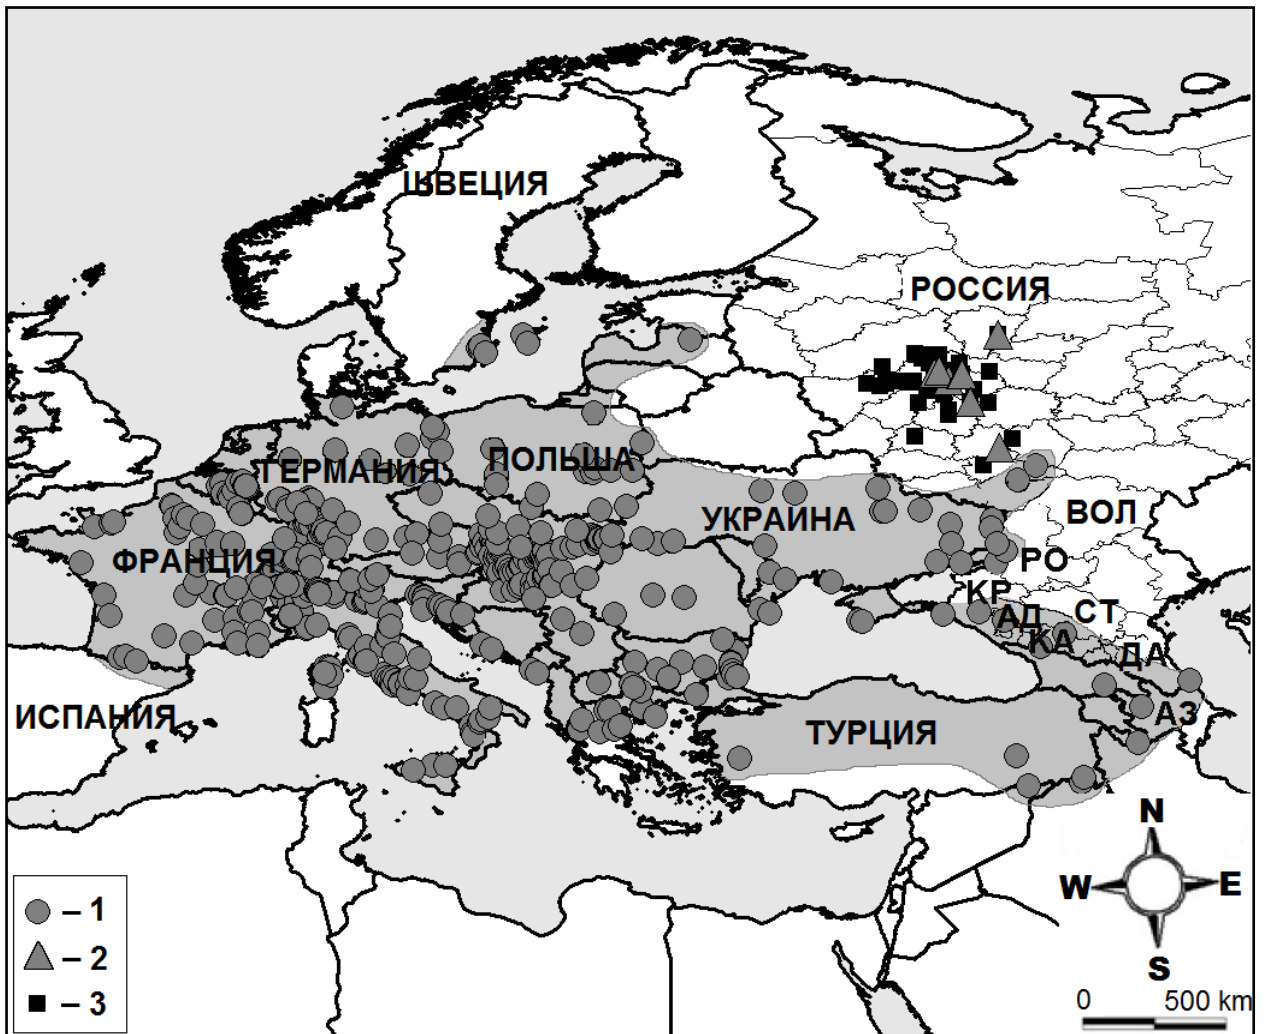 ШВЕЦИЯ
РОССИЯ
ГЕРМАНИЯ
ПОЛЬША
УКРАИНА
ВОЛ
ФРАНЦИЯ
РО
КР
АД
СТ
КА
ДА
ИСПАНИЯ
ТУРЦИЯ
АЗ
N
W
E
S
– 1
– 2
– 3
0 500 km